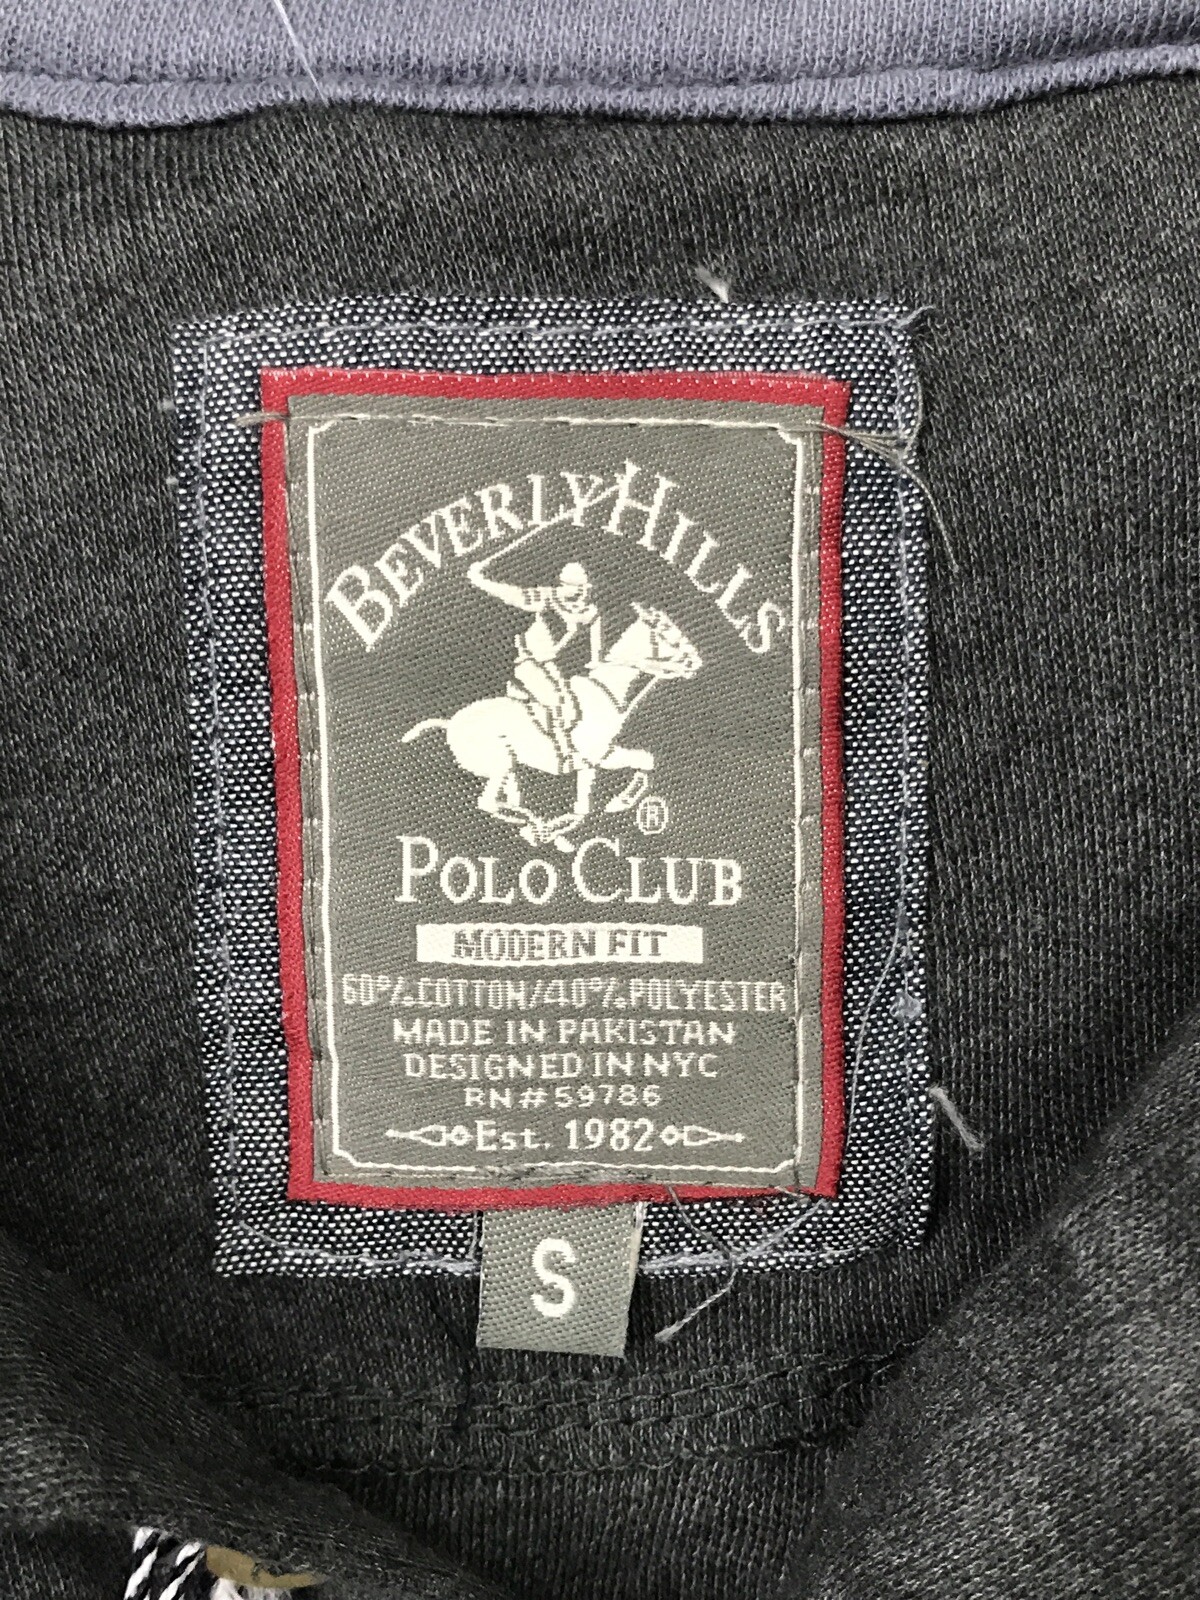 BEVERLY HILLS
®
POLO CLUB
MODERN FIT
60%COTTON/40%POLYESTER
MADE IN PAKISTAN
DESIGNED IN NYC
RN#59786
Est. 1982
S